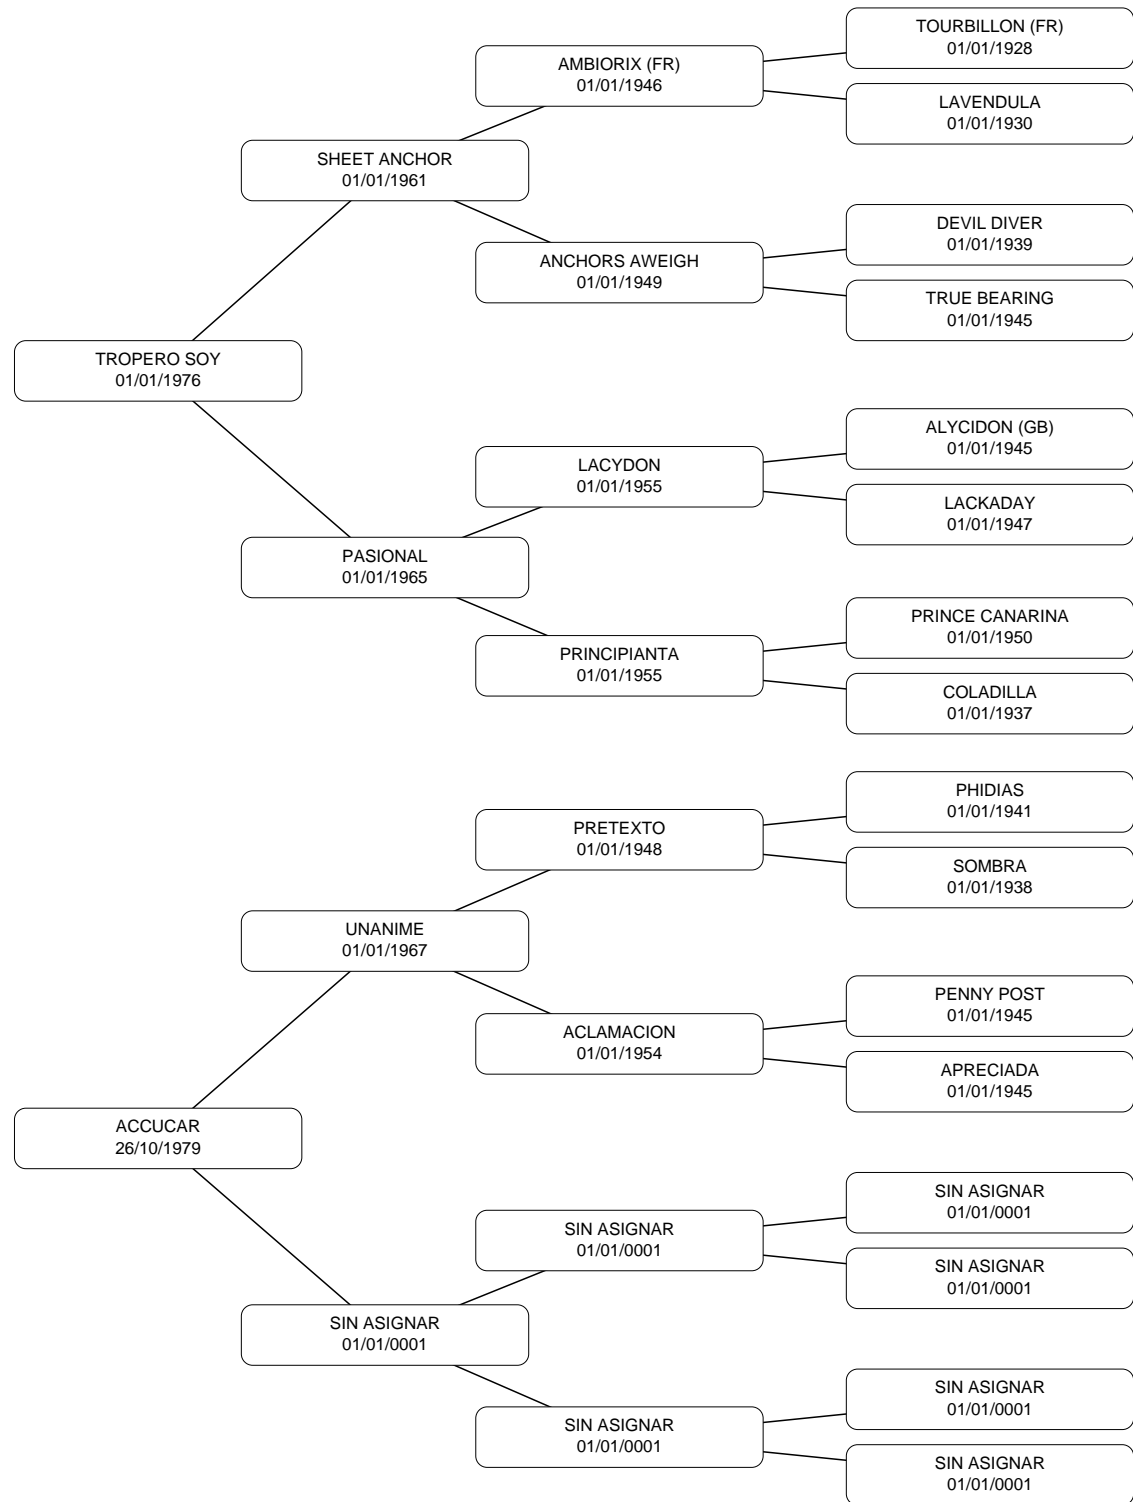 TOURBILLON (FR)
01/01/1928
AMBIORIX (FR)
01/01/1946
LAVENDULA
01/01/1930
SHEET ANCHOR
01/01/1961
DEVIL DIVER
01/01/1939
ANCHORS AWEIGH
01/01/1949
TRUE BEARING
01/01/1945
TROPERO SOY
01/01/1976
ALYCIDON (GB)
01/01/1945
LACYDON
01/01/1955
LACKADAY
01/01/1947
PASIONAL
01/01/1965
PRINCE CANARINA
01/01/1950
PRINCIPIANTA
01/01/1955
COLADILLA
01/01/1937
PHIDIAS
01/01/1941
PRETEXTO
01/01/1948
SOMBRA
01/01/1938
UNANIME
01/01/1967
PENNY POST
01/01/1945
ACLAMACION
01/01/1954
APRECIADA
01/01/1945
ACCUCAR
26/10/1979
SIN ASIGNAR
01/01/0001
SIN ASIGNAR
01/01/0001
SIN ASIGNAR
01/01/0001
SIN ASIGNAR
01/01/0001
SIN ASIGNAR
01/01/0001
SIN ASIGNAR
01/01/0001
SIN ASIGNAR
01/01/0001